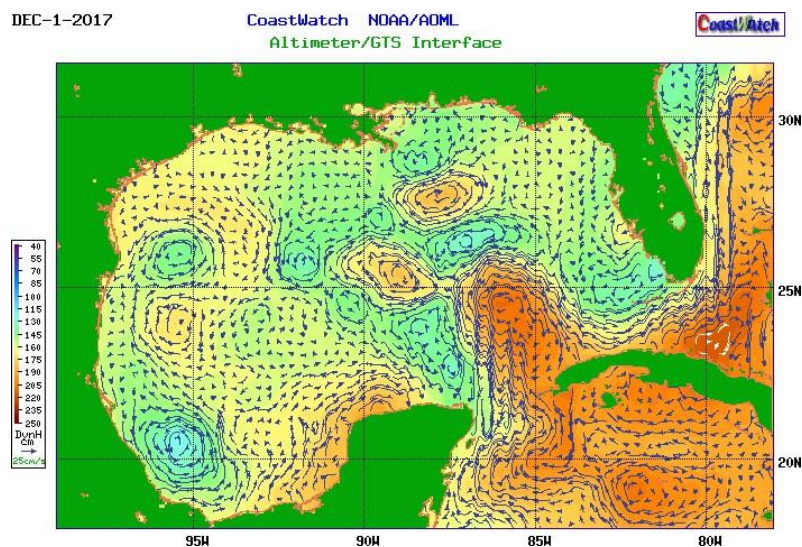 DEC-1-2017
CoastWatch NOAA/AOML
Altimeter/GTS Interface
CoastWatch
30N
25N
20N
40
55
70
85
100
115
130
145
160
175
190
205
220
235
250
DynH
cm
25cm/s
95W
90W
85W
80W